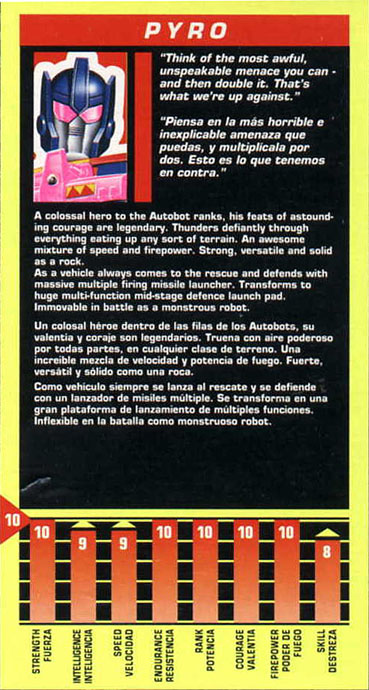 PYRO
"Think of the most awful,
unspeakable menace you can -
and then double it. That's
what we're up against."
"Piensa en la más horrible e
inexplicable amenaza que
puedas, y multiplicala por
dos. Esto es lo que tenemos
en contra."
A colossal hero to the Autobot ranks, his feats of astound-
ing courage are legendary. Thunders defiantly through
everything eating up any sort of terrain. An awesome
mixture of speed and firepower. Strong, versatile and solid
as a rock.
As a vehicle always comes to the rescue and defends with
massive multiple firing missile launcher. Transforms to
huge multi-function mid-stage defence launch pad.
Immovable in battle as a monstrous robot.
Un colosal héroe dentro de las filas de los Autobots, su
valentia y coraje son legendarios. Truena con aire poderoso
por todas partes, en cualquier clase de terreno. Una
increible mezcla de velocidad y potencia de fuego. Fuerte,
versátil y sólido como una roca.
Como vehiculo siempre se lanza al rescate y se defiende
con un lanzador de misiles múltiple. Se transforma en una
gran plataforma de lanzamiento de múltiples funciones.
Inflexible en la batalla como monstruoso robot.
10
10
9
9
10
10
10
10
8
STRENGTH
FUERZA
INTELLIGENCE
INTELIGENCIA
SPEED
VELOCIDAD
ENDURANCE
RESISTENCIA
RANK
POTENCIA
COURAGE
VALENTIA
FIREPOWER
PODER DE
FUEGO
SKILL
DESTREZA